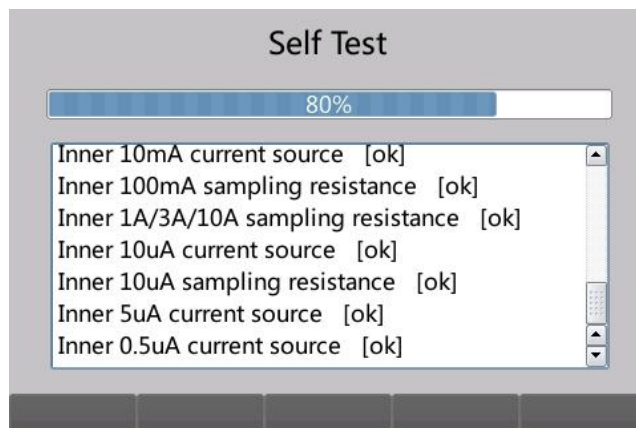 Self Test
80%
Inner 10mA current source [ok]
Inner 100mA sampling resistance [ok]
Inner 1A/3A/10A sampling resistance [ok]
Inner 10uA current source [ok]
Inner 10uA sampling resistance [ok]
Inner 5uA current source [ok]
Inner 0.5uA current source [ok]